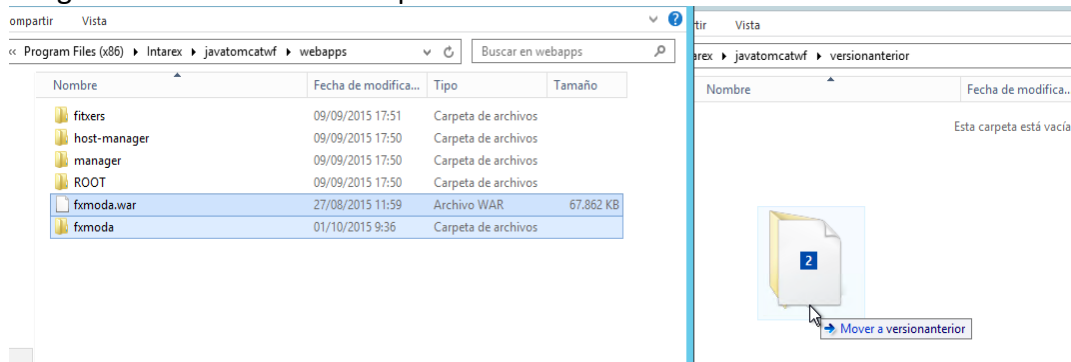 ompartir Vista
« Program Files (x86) ▸ Intarex ▸ javatomcatwf ▸ webapps
Buscar en webapps
Nombre Fecha de modifica... Tipo Tamaño
fitxers 09/09/2015 17:51 Carpeta de archivos
host-manager 09/09/2015 17:50 Carpeta de archivos
manager 09/09/2015 17:50 Carpeta de archivos
ROOT 09/09/2015 17:50 Carpeta de archivos
fxmoda.war 27/08/2015 11:59 Archivo WAR 67.862 KB
fxmoda 01/10/2015 9:36 Carpeta de archivos
rtir Vista
arex ▸ javatomcatwf ▸ versionanterior
Nombre Fecha de modifica..
Esta carpeta está vacía
2
Mover a versionanterior